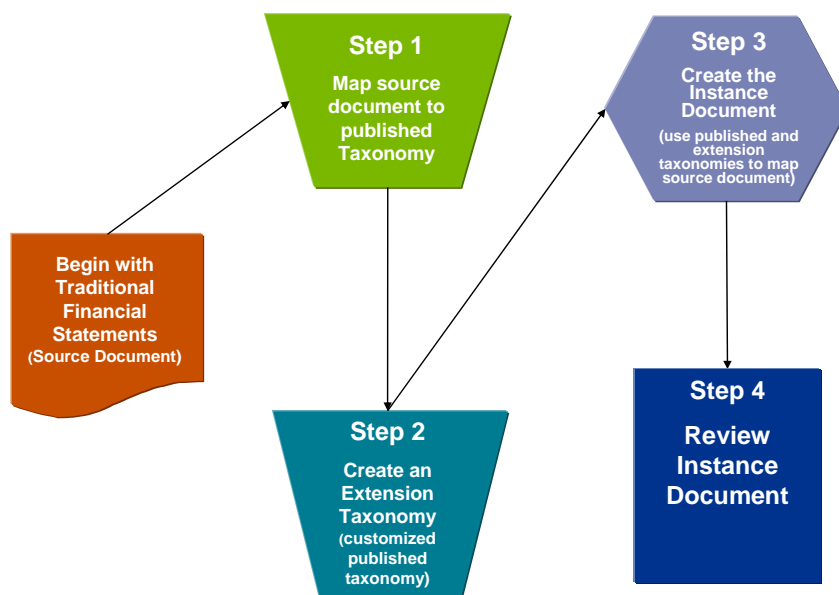 Begin with
Traditional
Financial
Statements
(Source Document)
Step 1
Map source
document to
published
Taxonomy
Step 2
Create an
Extension
Taxonomy
(customized
published
taxonomy)
Step 3
Create the
Instance
Document
(use published and
extension
taxonomies to map
source document)
Step 4
Review
Instance
Document